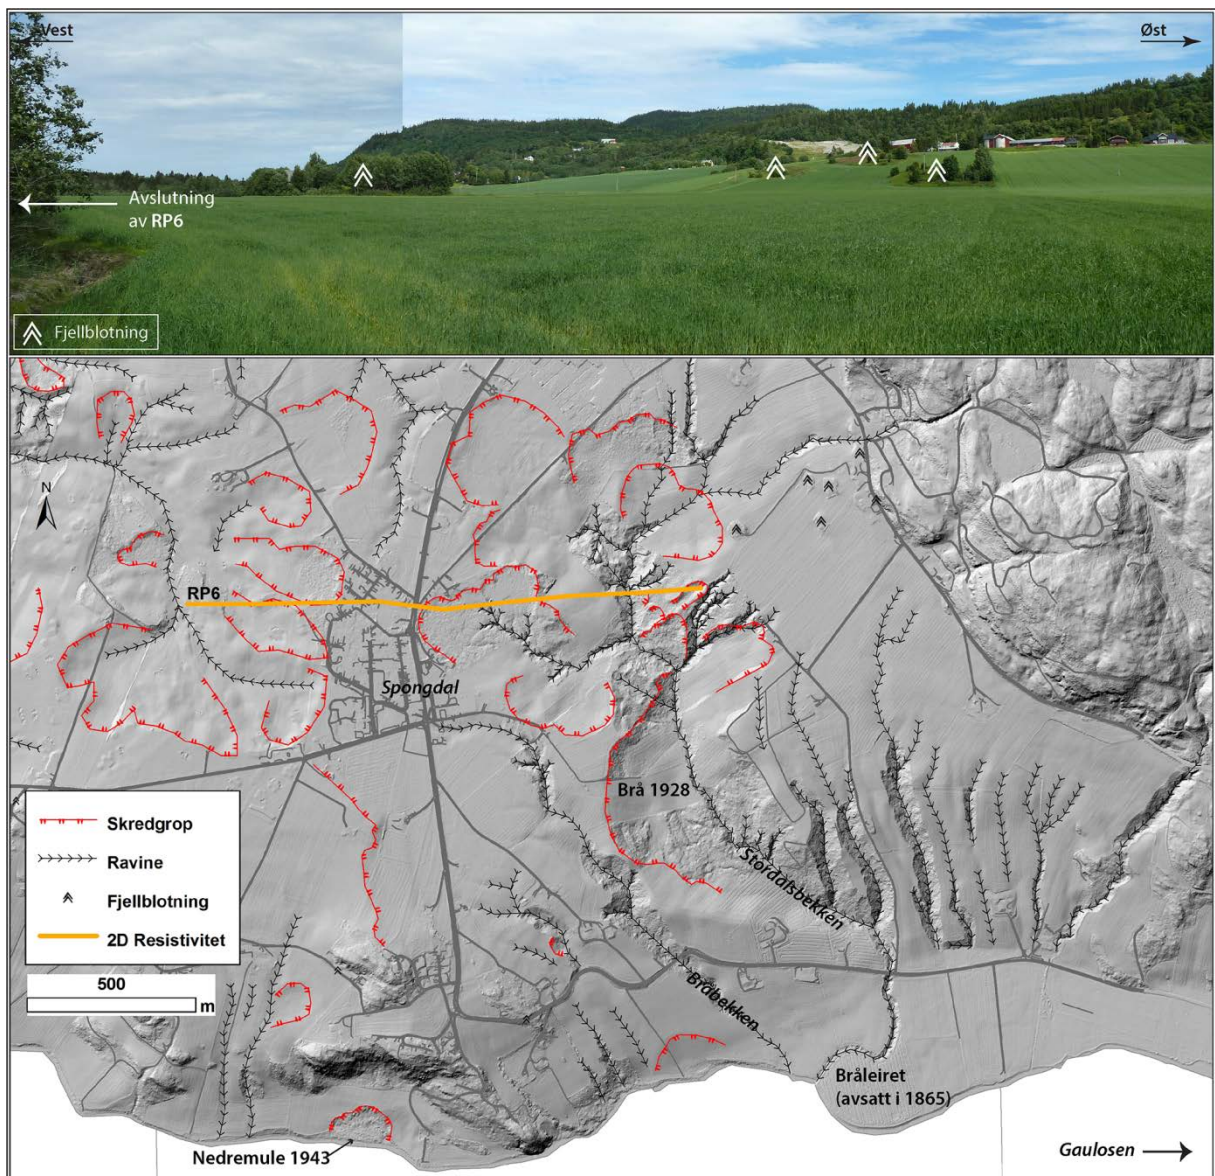 Vest
Øst
Avslutning
av RP6
Fjellblotning
N
RP6
Spongdal
Brå 1928
Stordalsbekken
Bråbekken
Skredgrop
Ravine
Fjellblotning
2D Resistivitet
500
m
Bråleiret
(avsatt i 1865)
Nedremule 1943
Gaulosen